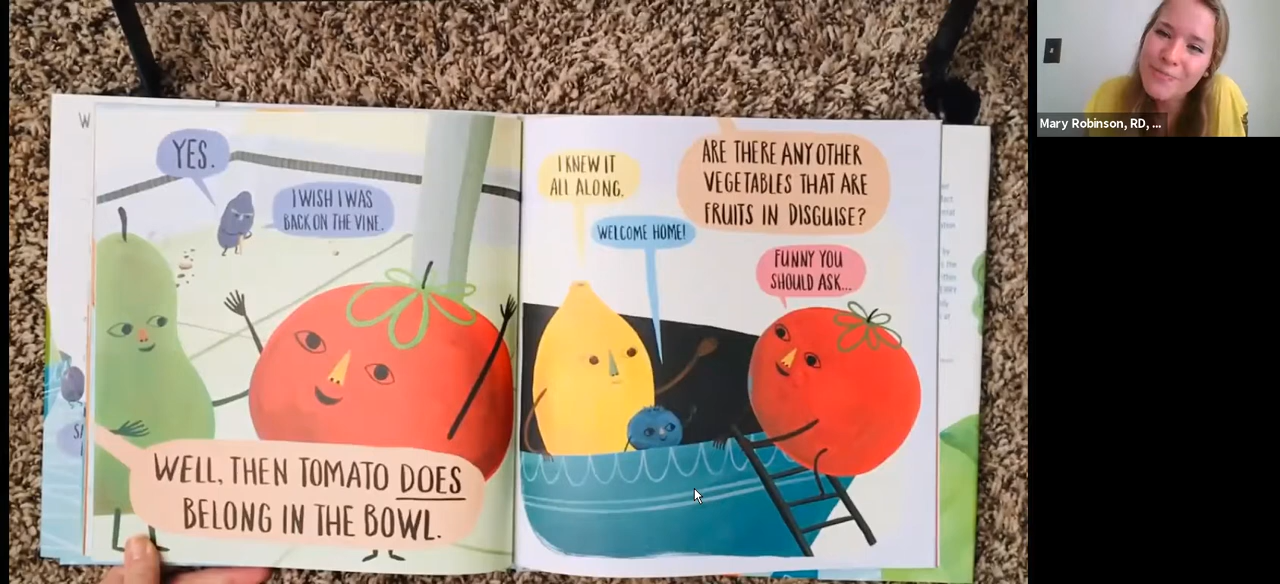 W
YES.
I WISH I WAS
BACK ON THE VINE.
WELL, THEN TOMATO DOES
BELONG IN THE BOWL.
I KNEW IT
ALL ALONG.
WELCOME HOME!
ARE THERE ANY OTHER
VEGETABLES THAT ARE
FRUITS IN DISGUISE?
FUNNY YOU
SHOULD ASK...
Mary Robinson, RD, ...